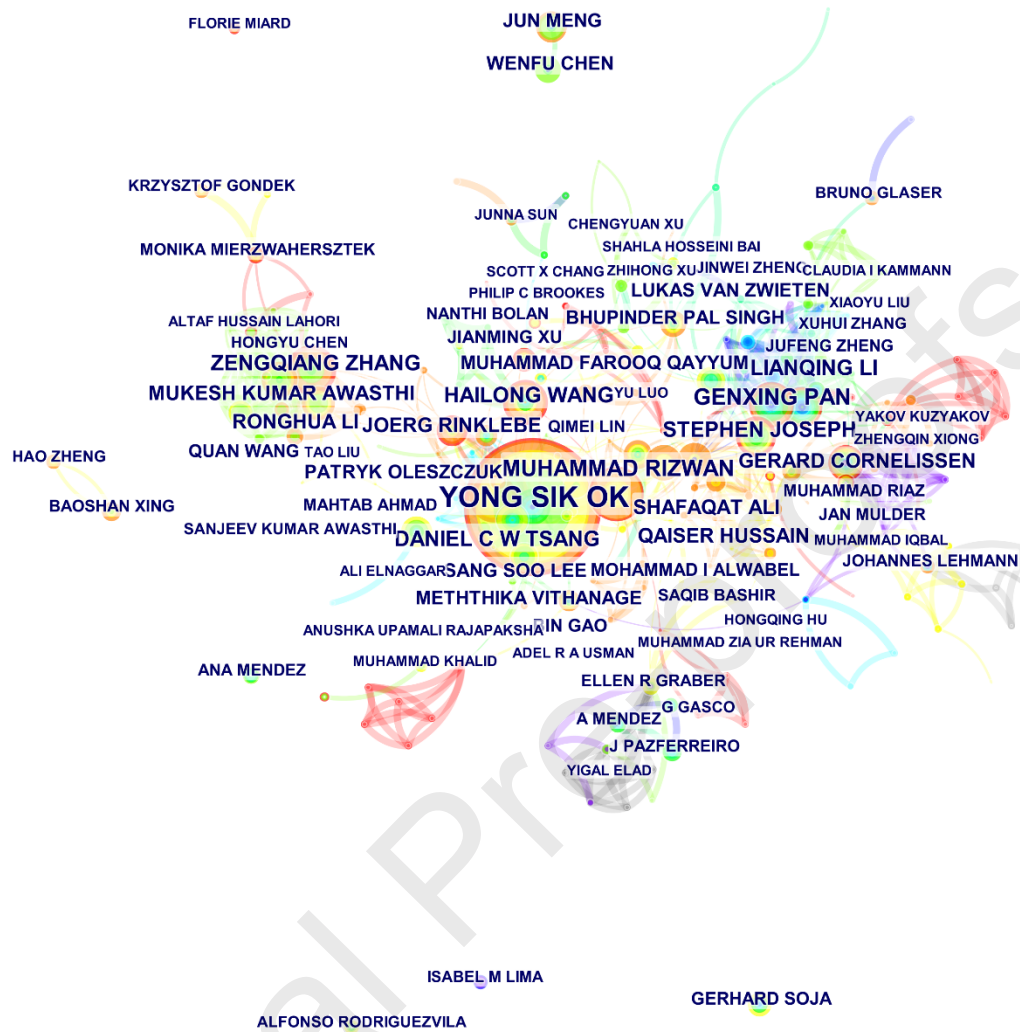 FLORIE MIARD
JUN MENG
WENFU CHEN
KRZYSZTOF GONDEK
BRUNO GLASER
JUNNA SUN
CHENGYUAN XU
MONIKA MIERZWAHERSZTEK
SHAHLA HOSSEINI BAI
SCOTT X CHANG
ZHIHONG XU
JINWEI ZHENG
CLAUDIA I KAMMANN
PHILIP C BROOKES
LUKAS VAN ZWIETEN
XIAOYU LIU
NANTHI BOLAN
BHUPINDER PAL SINGH
XUHUI ZHANG
ALTAF HUSSAIN LAHORI
HONGYU CHEN
JIANMING XU
JUFENG ZHENG
ZENGQIANG ZHANG
MUHAMMAD FAROOQ QAYYUM
LIANQING LI
MUKESH KUMAR AWASTHI
HAILONG WANG
YU LUO
GENXING PAN
RONGHUA LI
JOERG RINKLEBE
QIMEI LIN
STEPHEN JOSEPH
YAKOV KUZYAKOV
ZHENGQIN XIONG
QUAN WANG
TAO LIU
HAO ZHENG
PATRYK OLESZCZUK
MUHAMMAD RIZWAN
GERARD CORNELISSEN
MUHAMMAD RIAZ
BAOSHAN XING
MAHTAB AHMAD
YONG SIK OK
SHAFAQAT ALI
JAN MULDER
SANJEEV KUMAR AWASTHI
DANIEL C W TSANG
QAISER HUSSAIN
MUHAMMAD IQBAL
JOHANNES LEHMANN
ALI ELNAGGAR
SANG SOO LEE
MOHAMMAD I ALWABEL
METHTHIKA VITHANAGE
SAQIB BASHIR
HONGQING HU
ANUSHKA UPAMALI RAJAPAKSHA
BIN GAO
MUHAMMAD ZIA UR REHMAN
ADEL R A USMAN
MUHAMMAD KHALID
ANA MENDEZ
ELLEN R GRABER
G GASCO
A MENDEZ
J PAZFERREIRO
YIGAL ELAD
ISABEL M LIMA
GERHARD SOJA
ALFONSO RODRIGUEZVILA